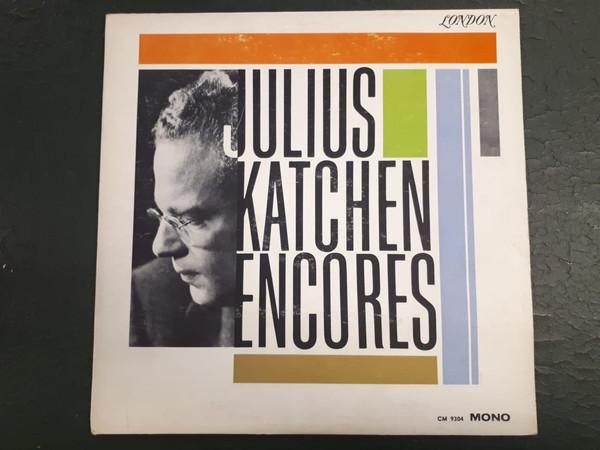 LONDON
JULIUS
KATCHEN
ENCORES
CM 9304 MONO